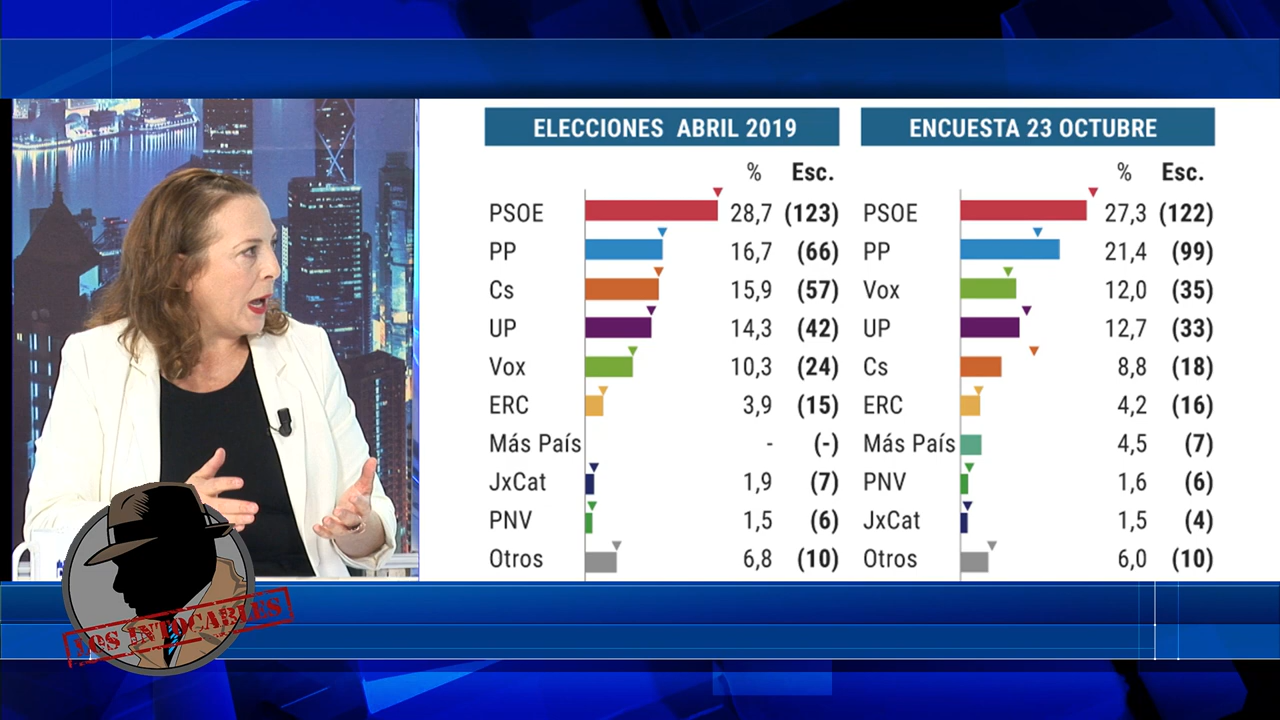 ELECCIONES ABRIL 2019
% Esc.
PSOE 28,7 (123)
PP 16,7 (66)
Cs 15,9 (57)
UP 14,3 (42)
Vox 10,3 (24)
ERC 3,9 (15)
Más País - (-)
JxCat 1,9 (7)
PNV 1,5 (6)
Otros 6,8 (10)
ENCUESTA 23 OCTUBRE
% Esc.
PSOE 27,3 (122)
PP 21,4 (99)
Vox 12,0 (35)
UP 12,7 (33)
Cs 8,8 (18)
ERC 4,2 (16)
Más País 4,5 (7)
PNV 1,6 (6)
JxCat 1,5 (4)
Otros 6,0 (10)
LOS INTOCABLES